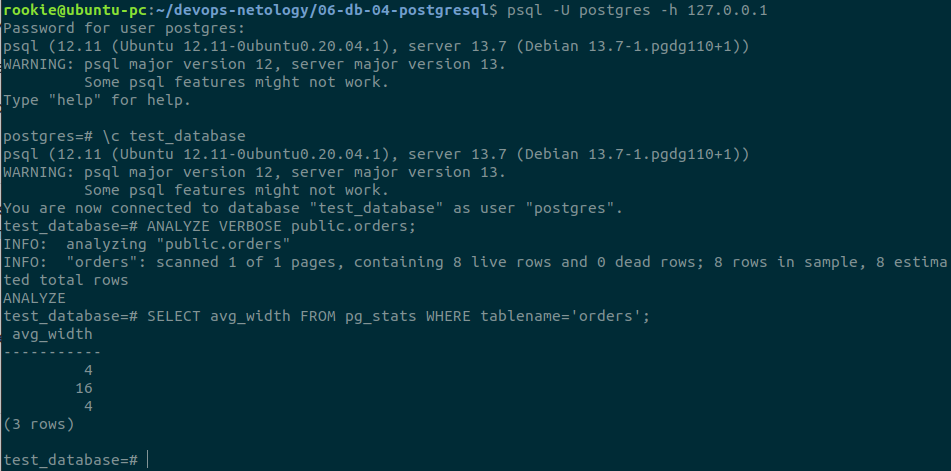 rookie@ubuntu-pc:~/devops-netology/06-db-04-postgresql$ psql -U postgres -h 127.0.0.1
Password for user postgres:
psql (12.11 (Ubuntu 12.11-0ubuntu0.20.04.1), server 13.7 (Debian 13.7-1.pgdg110+1))
WARNING: psql major version 12, server major version 13.
         Some psql features might not work.
Type "help" for help.

postgres=# \c test_database
psql (12.11 (Ubuntu 12.11-0ubuntu0.20.04.1), server 13.7 (Debian 13.7-1.pgdg110+1))
WARNING: psql major version 12, server major version 13.
         Some psql features might not work.
You are now connected to database "test_database" as user "postgres".
test_database=# ANALYZE VERBOSE public.orders;
INFO:  analyzing "public.orders"
INFO:  "orders": scanned 1 of 1 pages, containing 8 live rows and 0 dead rows; 8 rows in sample, 8 estima
ted total rows
ANALYZE
test_database=# SELECT avg_width FROM pg_stats WHERE tablename='orders';
 avg_width
-----------
         4
        16
         4
(3 rows)

test_database=#